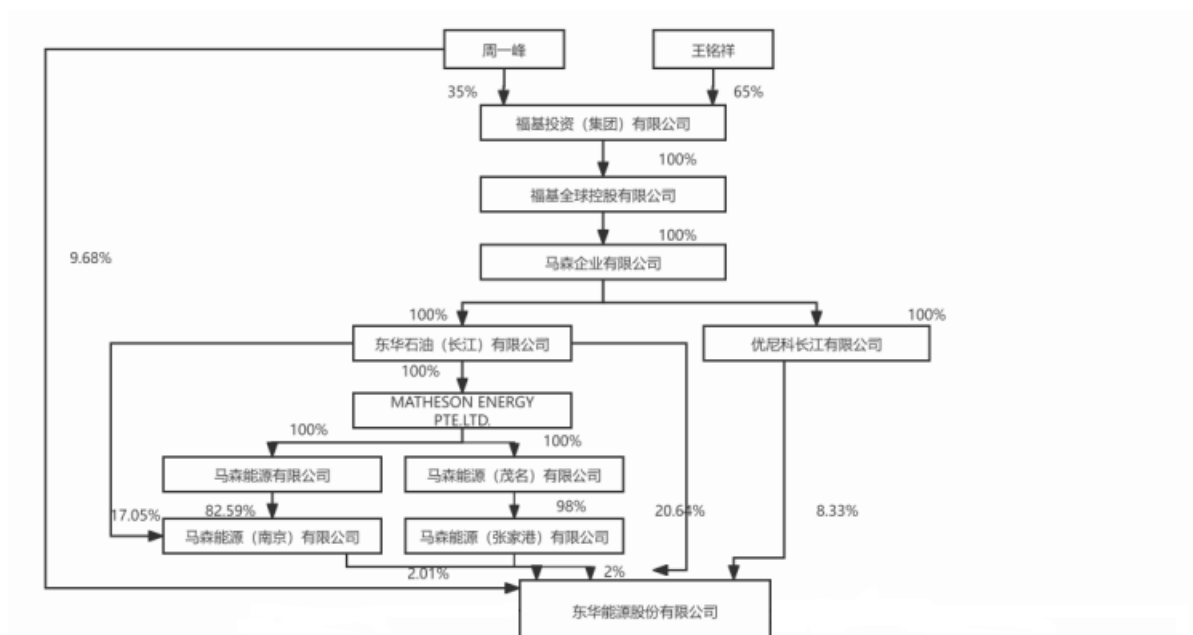 周一峰
王铭祥
35%
65%
福基投资（集团）有限公司
100%
福基全球控股有限公司
100%
9.68%
马森企业有限公司
100%
100%
东华石油（长江）有限公司
优尼科长江有限公司
100%
MATHESON ENERGY
PTE.LTD.
100%
100%
马森能源有限公司
马森能源（茂名）有限公司
17.05%
82.59%
98%
20.64%
8.33%
马森能源（南京）有限公司
马森能源（张家港）有限公司
2.01%
2%
东华能源股份有限公司